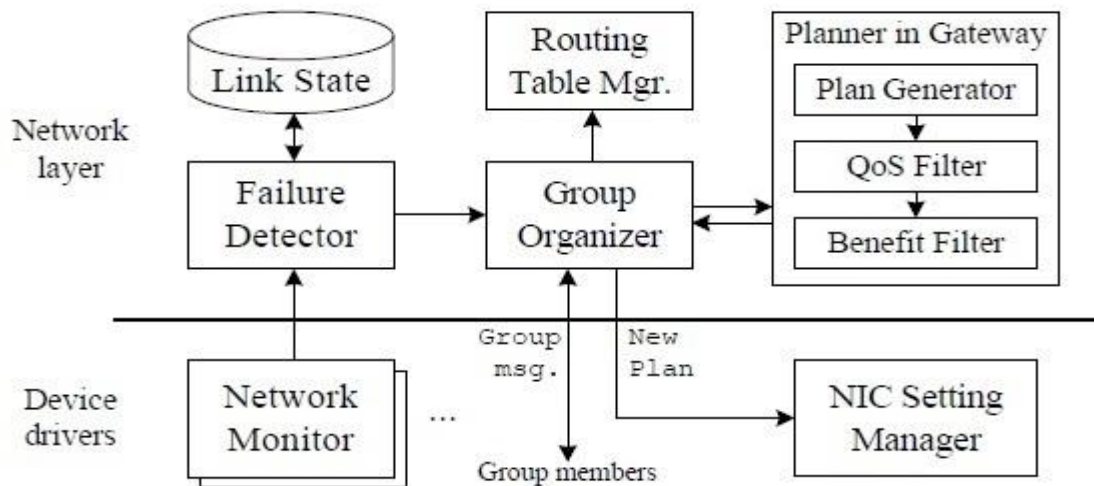 Network
layer
Link State
Routing
Table Mgr.
Planner in Gateway
Plan Generator
QoS Filter
Benefit Filter
Failure
Detector
Group
Organizer
Group
msg.
New
Plan
Device
drivers
Network
Monitor
...
Group members
NIC Setting
Manager